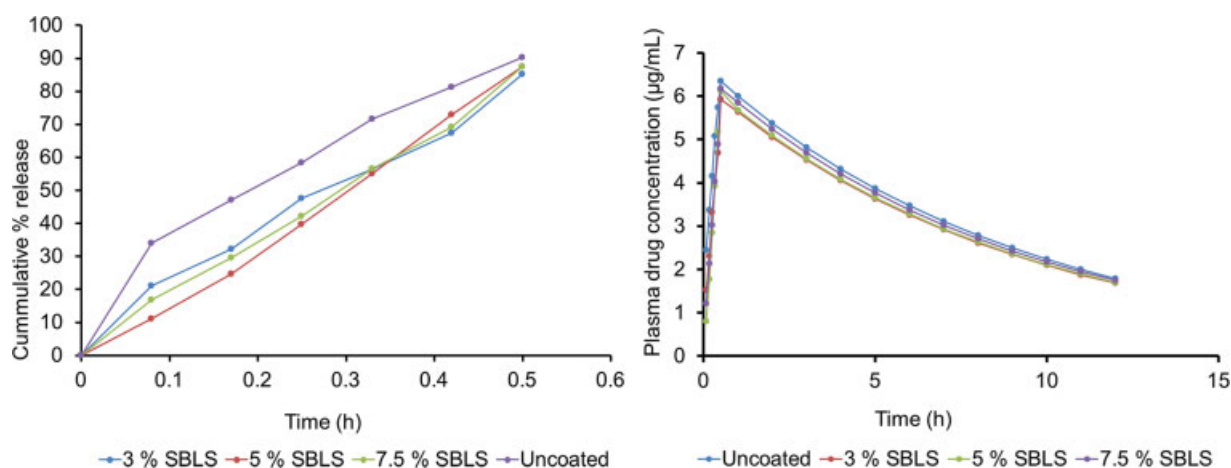 100
90
80
70
60
50
40
30
20
10
0
Cummulative % release
0 0.1 0.2 0.3 0.4 0.5 0.6
Time (h)
3 % SBLS 5 % SBLS 7.5 % SBLS Uncoated
7
6
5
4
3
2
1
0
Plasma drug concentration (µg/mL)
0 5 10 15
Time (h)
Uncoated 3 % SBLS 5 % SBLS 7.5 % SBLS